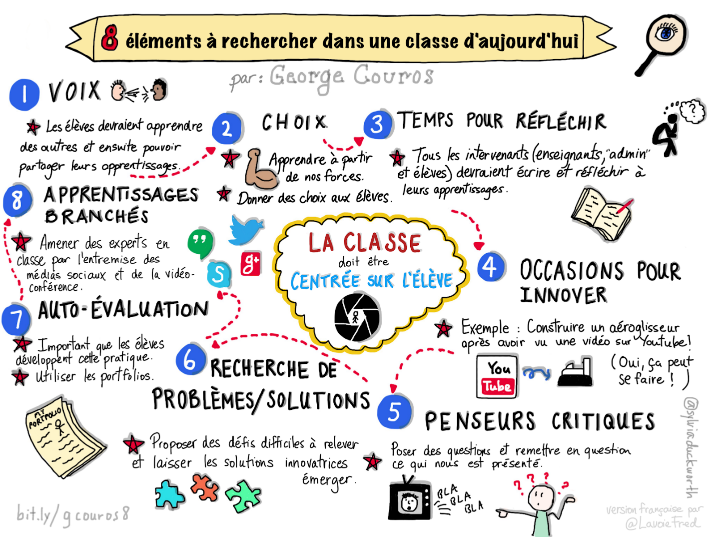 8 éléments à rechercher dans une classe d'aujourd'hui
par: George Couros
1 VOIX
★ Les élèves devraient apprendre
des autres et ensuite pouvoir
partager leurs apprentissages.
2 CHOIX
★ Apprendre à partir
de nos forces.
★ Donner des choix aux élèves.
3 TEMPS POUR RÉFLÉCHIR
★ Tous les intervenants (enseignants, "admin"
et élèves) devraient écrire et réfléchir à
leurs apprentissages.
?
LA CLASSE
doit être
CENTRÉE SUR L'ÉLÈVE
4 OCCASIONS POUR
INNOVER
★ Exemple : Construire un aéroglisseur
après avoir vu une vidéo sur Youtube!
You
Tube
(Oui, ça peut
se faire !)
5 PENSEURS CRITIQUES
★ Poser des questions et remettre en question
ce qui nous est présenté.
BLA
BLA
BLA
? ? ? ?
6 RECHERCHE DE
PROBLÈMES/SOLUTIONS
★ Proposer des défis difficiles à relever
et laisser les solutions innovatrices
émerger.
7 AUTO-ÉVALUATION
★ Important que les élèves
développent cette pratique.
★ Utiliser les portfolios.
MY
PORTFOLIO
8 APPRENTISSAGES
BRANCHÉS
★ Amener des experts en
classe par l'entremise des
médias sociaux et de la vidéo-
conférence.
S
g+
bit.ly/gcouros8
@sylviaduckworth
version française par
@LavoieFred